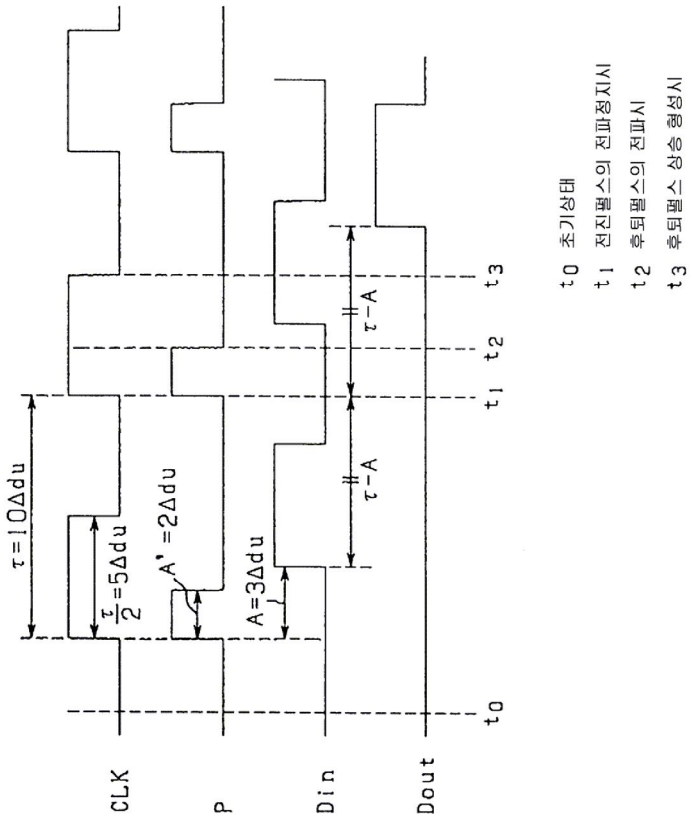 τ=10Δdu
τ/2=5Δdu
CLK
A'=2Δdu
P
A=3Δdu
Din
τ-A
τ-A
Dout
t0
t1
t2
t3
t0 초기상태
t1 전진펄스의 전파정지시
t2 후퇴펄스의 전파시
t3 후퇴펄스 상승 형성시